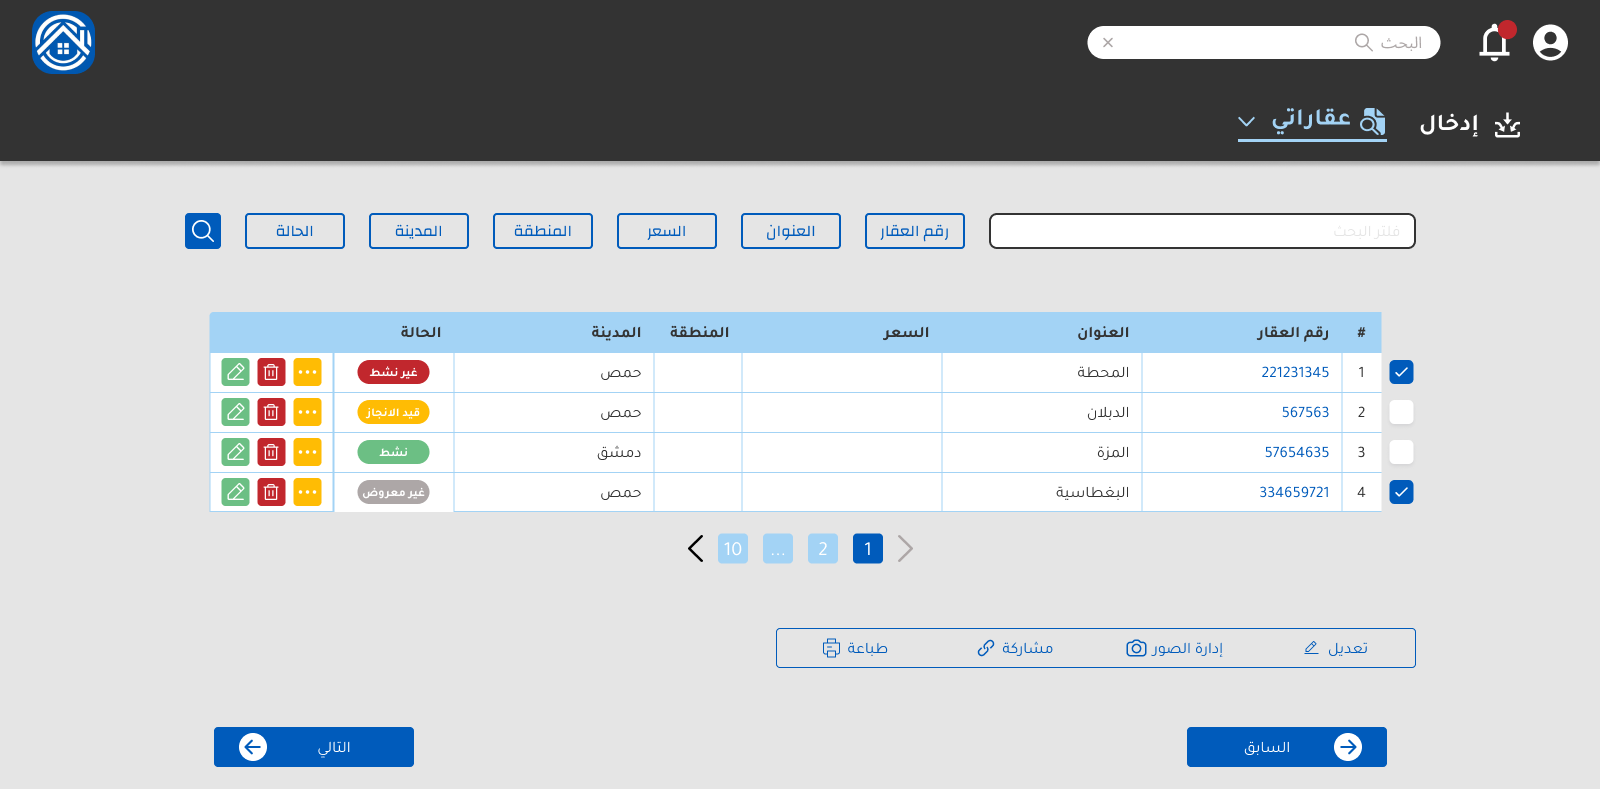 البحث
إدخال
عقاراتي
فلتر البحث
رقم العقار
العنوان
السعر
المنطقة
المدينة
الحالة
# رقم العقار العنوان السعر المنطقة المدينة الحالة
1 221231345 المحطة حمص غير نشط
2 567563 الدبلان حمص قيد الانجاز
3 57654635 المزة دمشق نشط
4 334659721 البغطاسية حمص غير معروض
1 2 ... 10
تعديل
إدارة الصور
مشاركة
طباعة
السابق
التالي